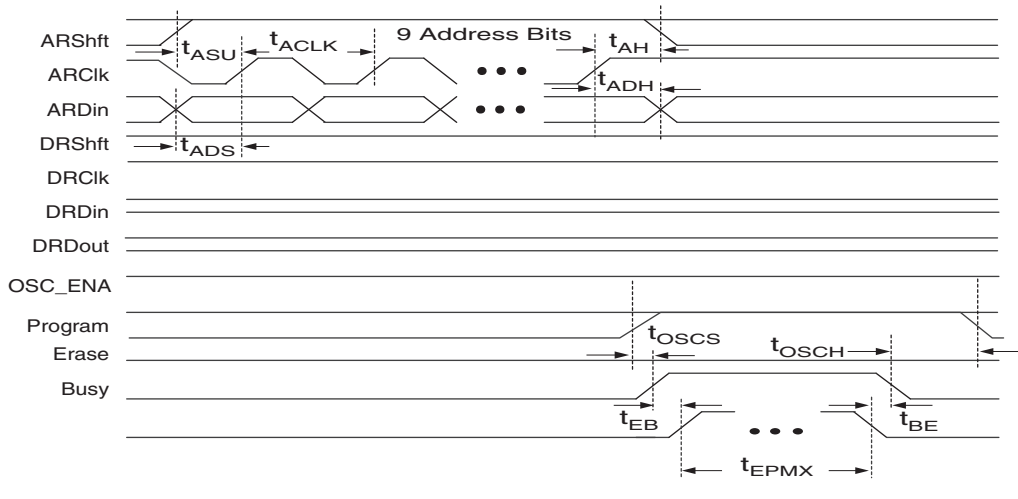 ARShft
tASU
tACLK
9 Address Bits
tAH
ARClk
tADH
ARDin
DRShft
tADS
DRClk
DRDin
DRDout
OSC_ENA
Program
tOSCS
tOSCH
Erase
Busy
tEB
tBE
tEPMX